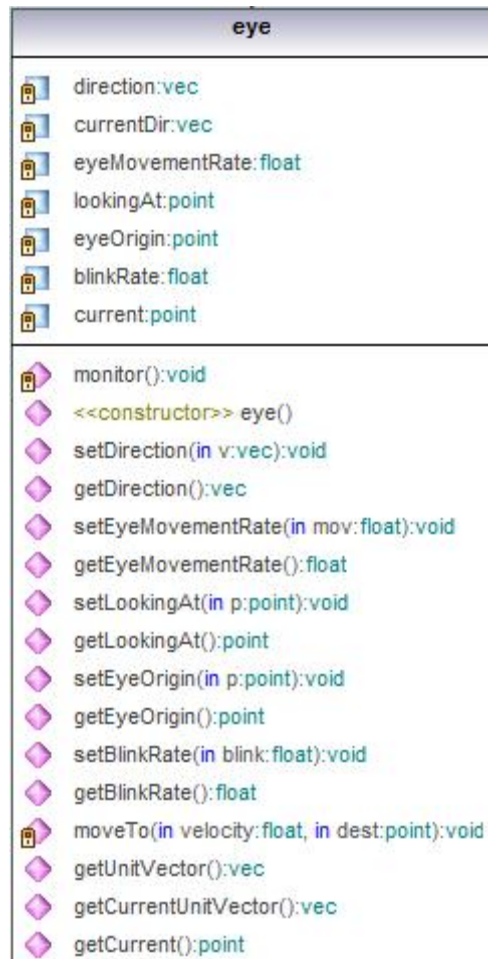 eye
direction:vec
currentDir:vec
eyeMovementRate:float
lookingAt:point
eyeOrigin:point
blinkRate:float
current:point
monitor():void
<<constructor>> eye()
setDirection(in v:vec):void
getDirection():vec
setEyeMovementRate(in mov:float):void
getEyeMovementRate():float
setLookingAt(in p:point):void
getLookingAt():point
setEyeOrigin(in p:point):void
getEyeOrigin():point
setBlinkRate(in blink:float):void
getBlinkRate():float
moveTo(in velocity:float, in dest:point):void
getUnitVector():vec
getCurrentUnitVector():vec
getCurrent():point